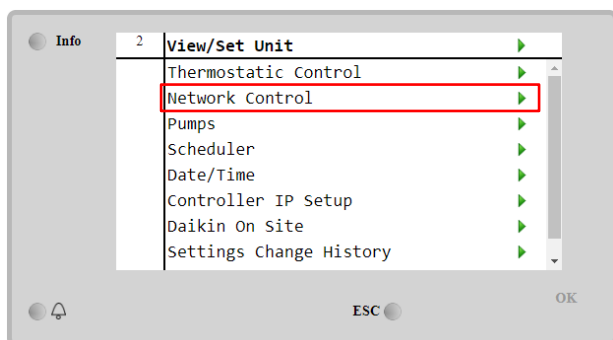 Info
2 View/Set Unit
Thermostatic Control
Network Control
Pumps
Scheduler
Date/Time
Controller IP Setup
Daikin On Site
Settings Change History
OK
ESC